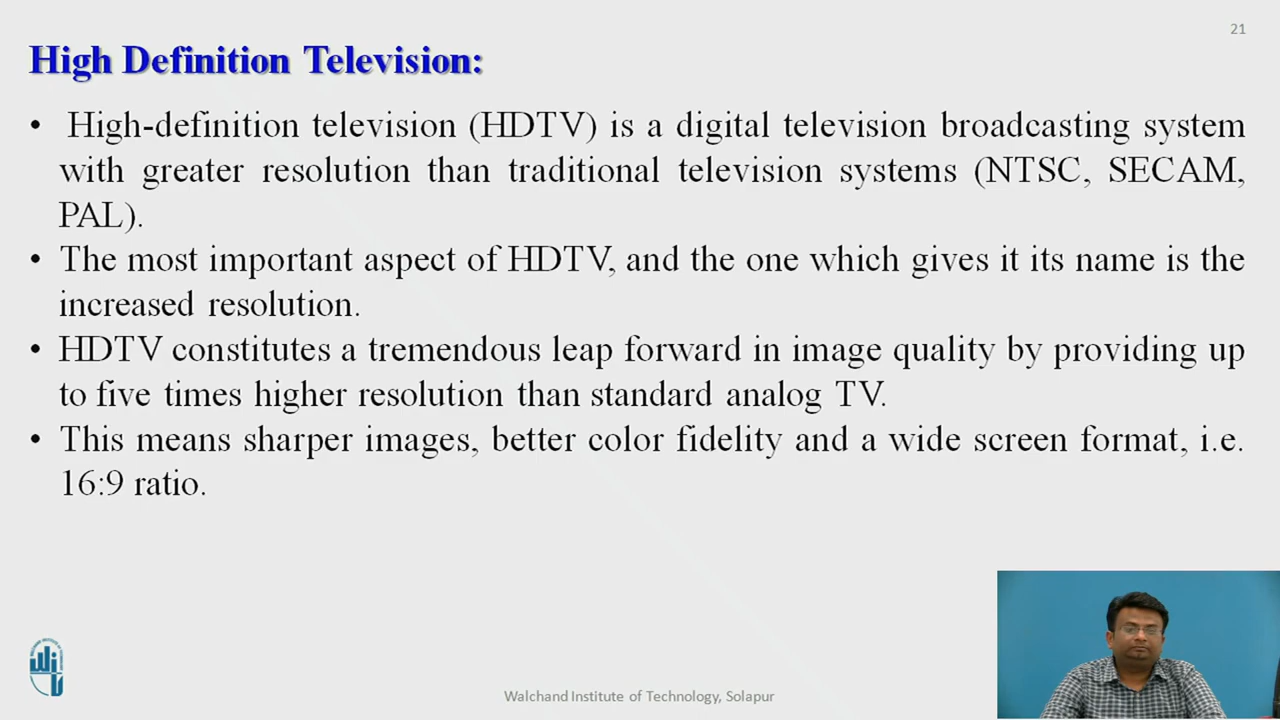 21
High Definition Television:
• High-definition television (HDTV) is a digital television broadcasting system
with greater resolution than traditional television systems (NTSC, SECAM,
PAL).
• The most important aspect of HDTV, and the one which gives it its name is the
increased resolution.
• HDTV constitutes a tremendous leap forward in image quality by providing up
to five times higher resolution than standard analog TV.
• This means sharper images, better color fidelity and a wide screen format, i.e.
16:9 ratio.
Walchand Institute of Technology, Solapur